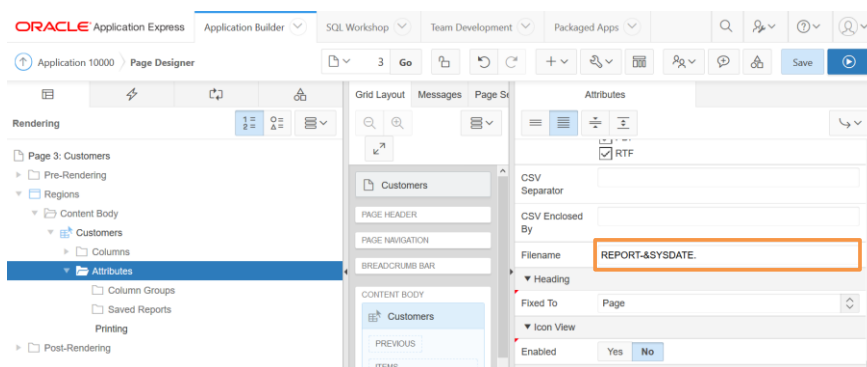 ORACLE Application Express Application Builder SQL Workshop Team Development Packaged Apps
Application 10000 Page Designer 3 Go Save
Rendering
Page 3: Customers
Pre-Rendering
Regions
Content Body
Customers
Columns
Attributes
Column Groups
Saved Reports
Printing
Post-Rendering
Grid Layout Messages Page Se
Customers
PAGE HEADER
PAGE NAVIGATION
BREADCRUMB BAR
CONTENT BODY
Customers
PREVIOUS
ITEMS
Attributes
RTF
CSV
Separator
CSV Enclosed
By
Filename REPORT-&SYSDATE.
Heading
Fixed To Page
Icon View
Enabled Yes No